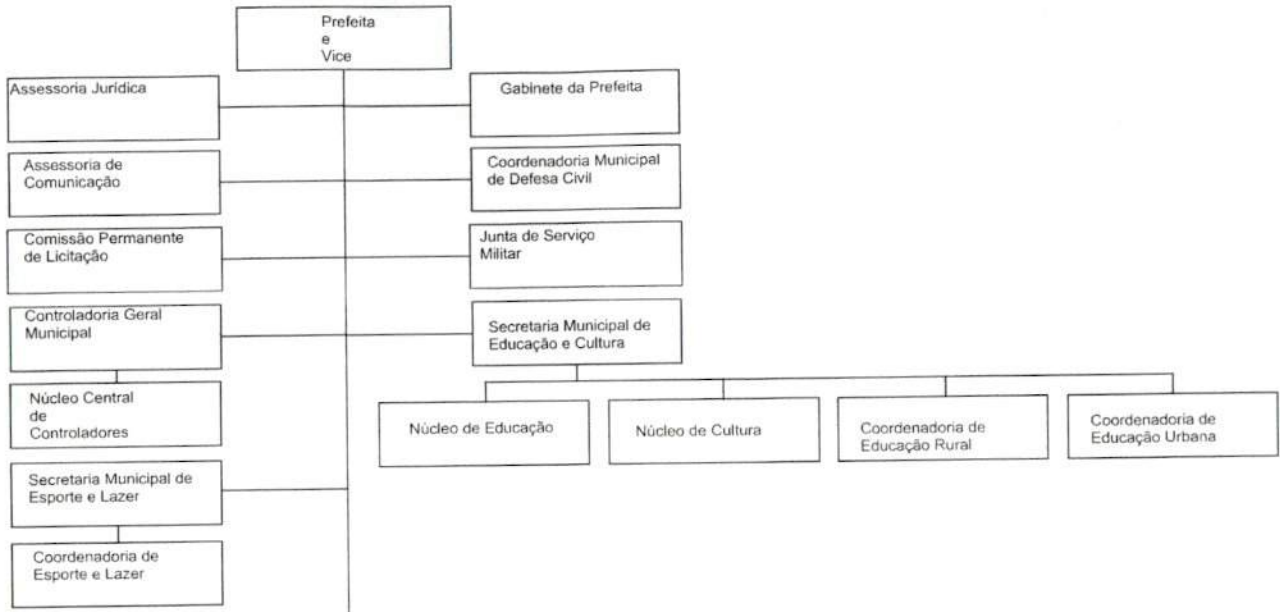 Prefeita
e
Vice
Assessoria Jurídica
Gabinete da Prefeita
Assessoria de
Comunicação
Coordenadoria Municipal
de Defesa Civil
Comissão Permanente
de Licitação
Junta de Serviço
Militar
Controladoria Geral
Municipal
Secretaria Municipal de
Educação e Cultura
Núcleo Central
de
Controladores
Núcleo de Educação
Núcleo de Cultura
Coordenadoria de
Educação Rural
Coordenadoria de
Educação Urbana
Secretaria Municipal de
Esporte e Lazer
Coordenadoria de
Esporte e Lazer